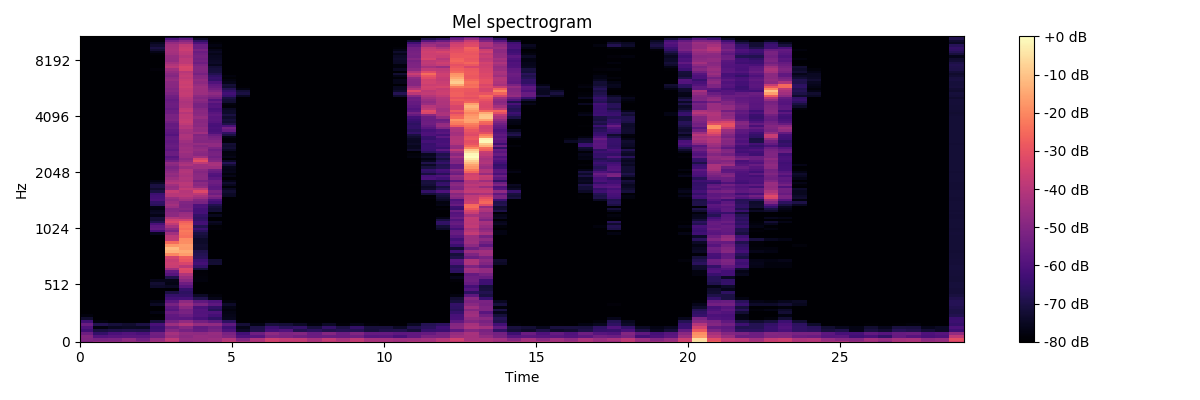 Mel spectrogram
8192
4096
2048
1024
512
0
Hz
0 5 10 15 20 25
Time
+0 dB
-10 dB
-20 dB
-30 dB
-40 dB
-50 dB
-60 dB
-70 dB
-80 dB